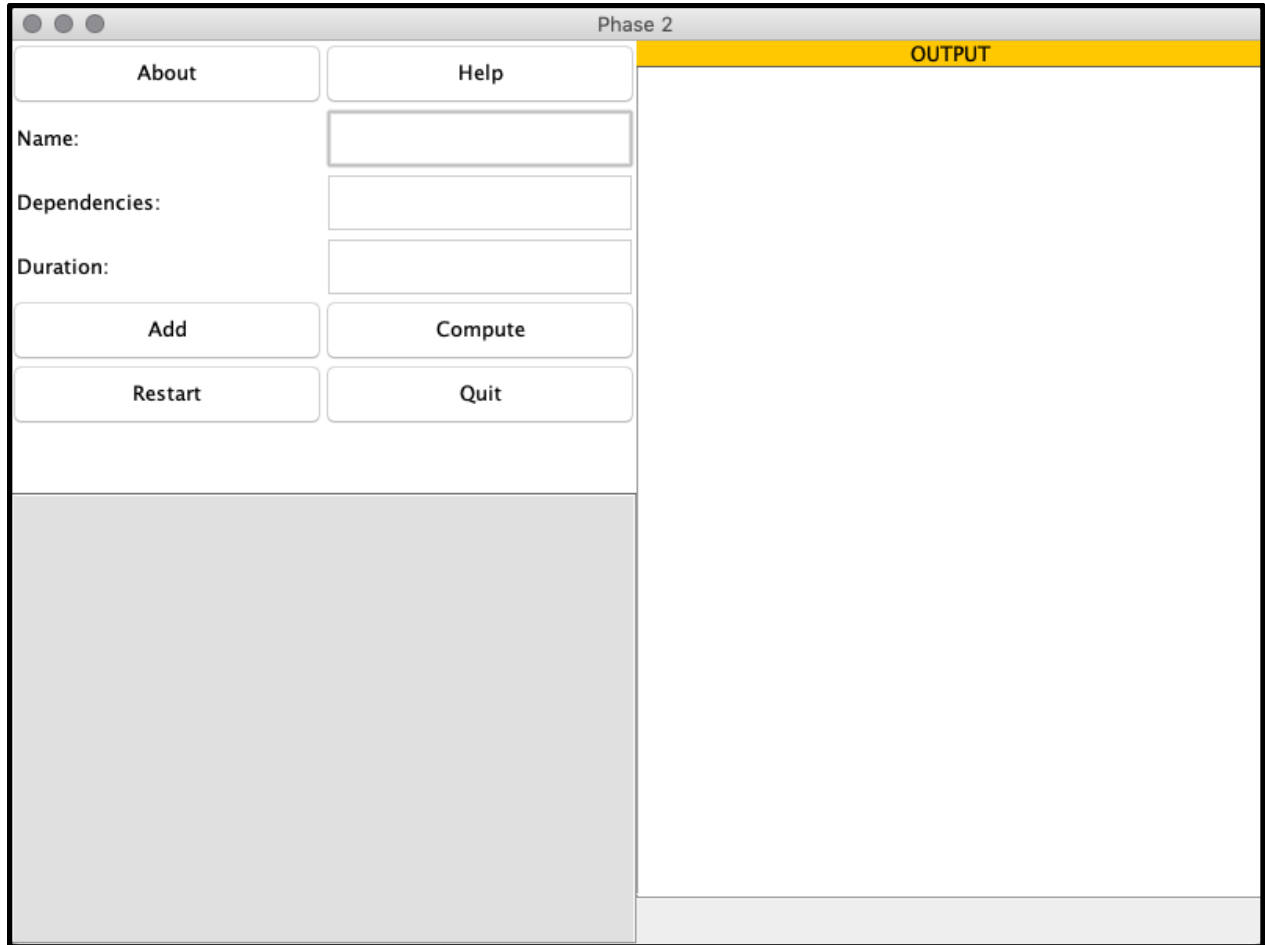 Phase 2
About Help
Name:
Dependencies:
Duration:
Add Compute
Restart Quit
OUTPUT